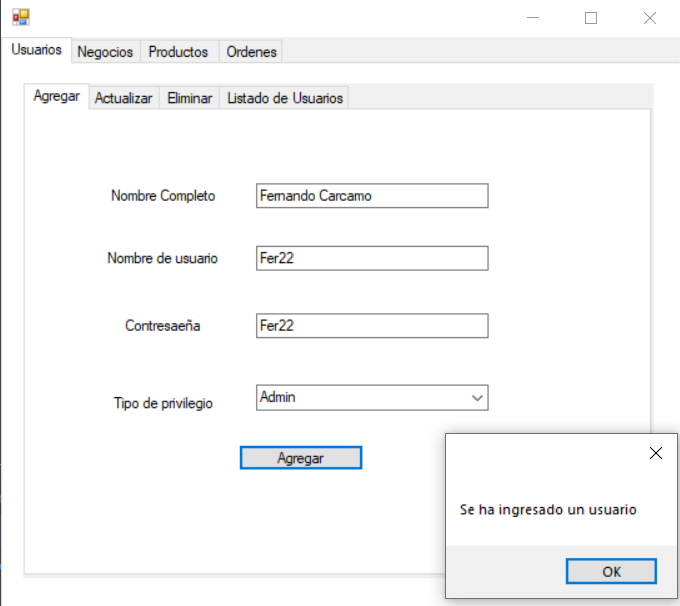 Usuarios Negocios Productos Ordenes
Agregar Actualizar Eliminar Listado de Usuarios
Nombre Completo Fernando Carcamo
Nombre de usuario Fer22
Contresaeña Fer22
Tipo de privilegio Admin
Agregar
Se ha ingresado un usuario
OK